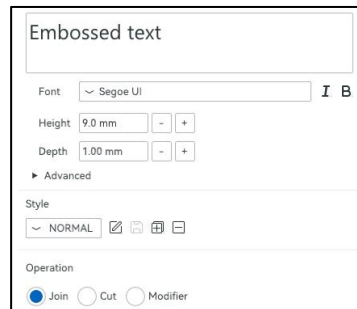 Embossed text
Font Segoe UI I B
Height 9.0 mm - +
Depth 1.00 mm - +
Advanced
Style
NORMAL
Operation
Join Cut Modifier